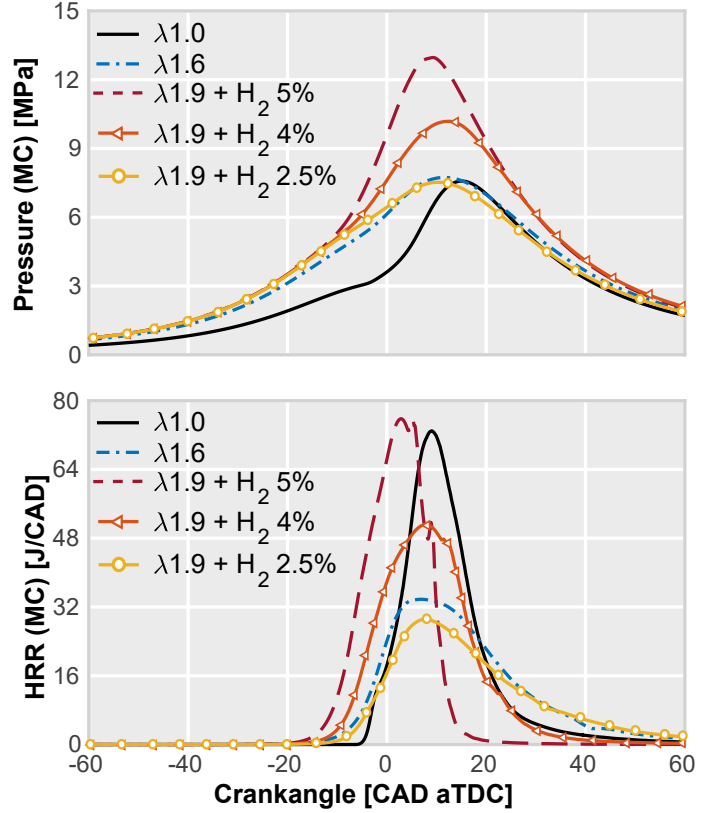 15
12
9
6
3
0
Pressure (MC) [MPa]
λ1.0
λ1.6
λ1.9 + H₂ 5%
λ1.9 + H₂ 4%
λ1.9 + H₂ 2.5%
80
64
48
32
16
0
HRR (MC) [J/CAD]
λ1.0
λ1.6
λ1.9 + H₂ 5%
λ1.9 + H₂ 4%
λ1.9 + H₂ 2.5%
-60 -40 -20 0 20 40 60
Crankangle [CAD aTDC]